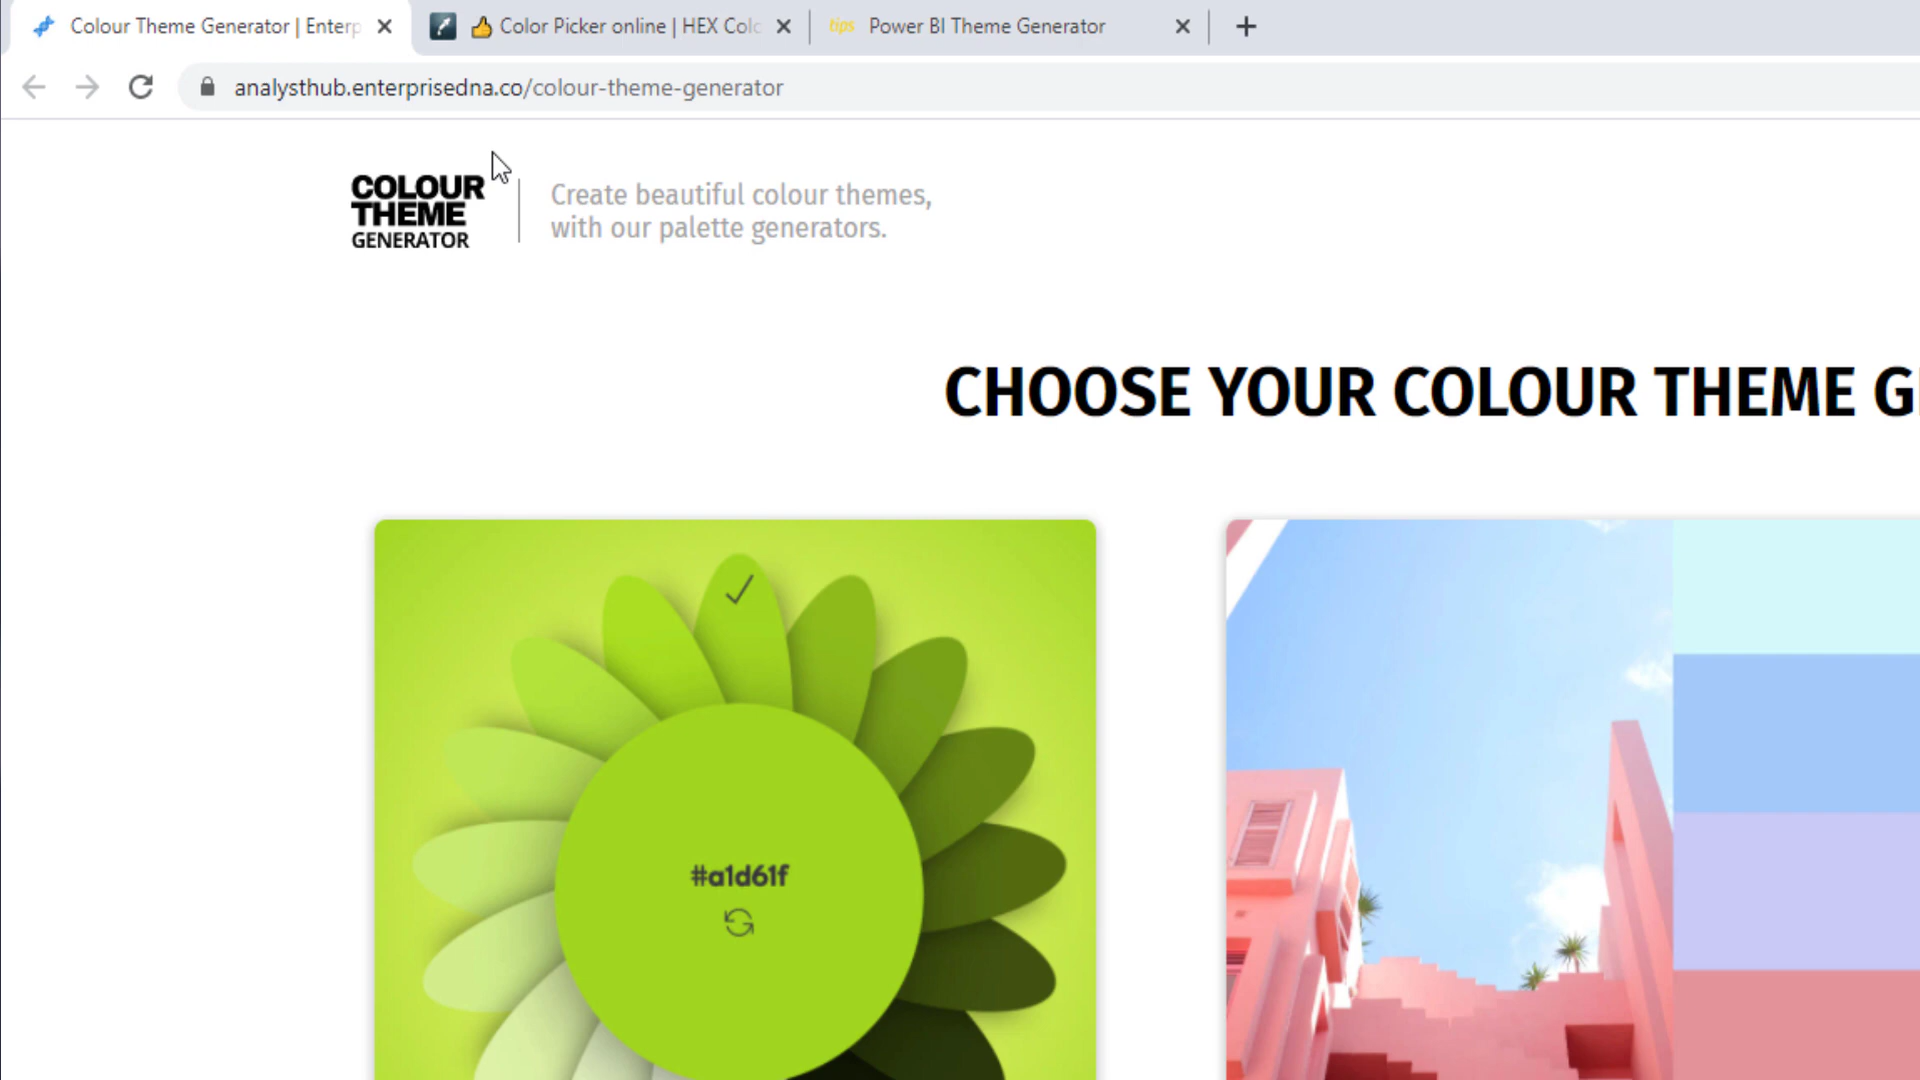 Colour Theme Generator | Enterp
Color Picker online | HEX Colo
tips Power BI Theme Generator
analysthub.enterprisedna.co/colour-theme-generator
COLOUR
THEME
GENERATOR
Create beautiful colour themes,
with our palette generators.
CHOOSE YOUR COLOUR THEME G
#a1d61f